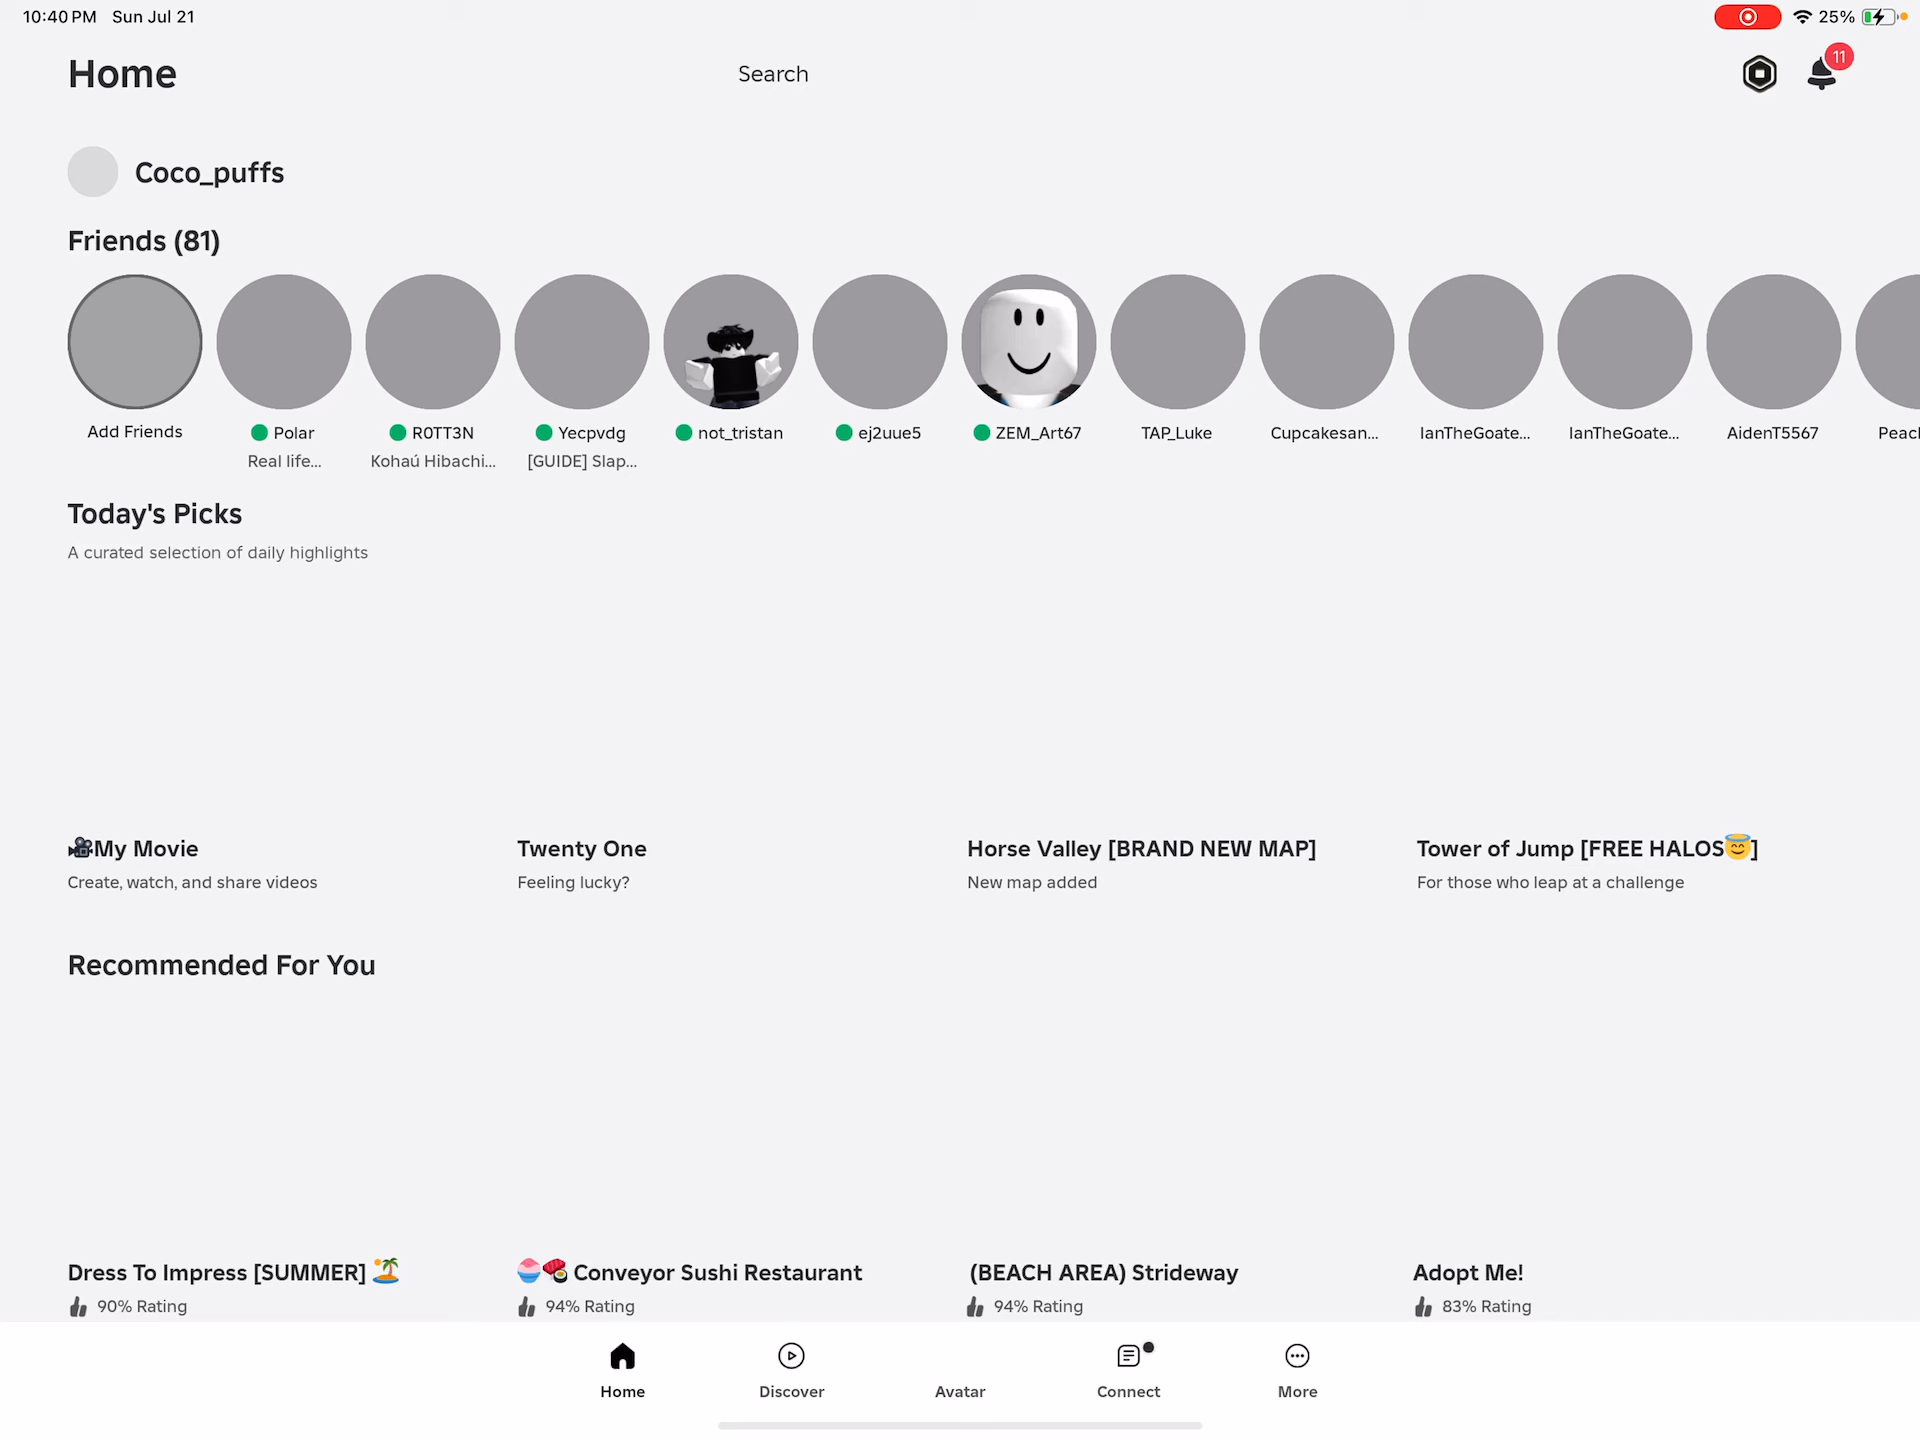 10:40 PM Sun Jul 21
25%
Home
Search
11
Coco_puffs
Friends (81)
Add Friends
Polar
R0TT3N
Yecpvdg
not_tristan
ej2uue5
ZEM_Art67
TAP_Luke
Cupcakesan...
IanTheGoate...
IanTheGoate...
AidenT5567
Real life...
Kohaú Hibachi...
[GUIDE] Slap...
Today's Picks
A curated selection of daily highlights
🎥My Movie
Create, watch, and share videos
Twenty One
Feeling lucky?
Horse Valley [BRAND NEW MAP]
New map added
Tower of Jump [FREE HALOS😇]
For those who leap at a challenge
Recommended For You
Dress To Impress [SUMMER] 🏝️
90% Rating
🍧🍣 Conveyor Sushi Restaurant
94% Rating
(BEACH AREA) Strideway
94% Rating
Adopt Me!
83% Rating
Home
Discover
Avatar
Connect
More